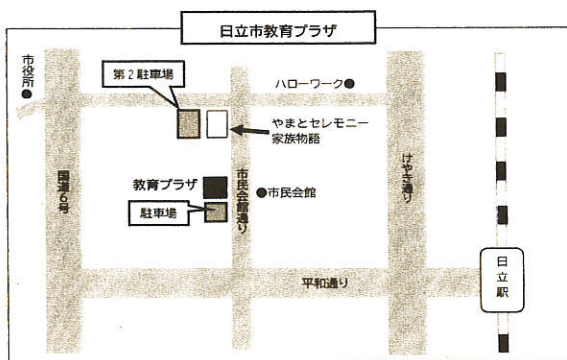 日立市教育プラザ
市役所
第2駐車場
ハローワーク
やまとセレモニー
家族物語
国道6号
教育プラザ
市民会館通り
市民会館
けやき通り
駐車場
平和通り
日立駅